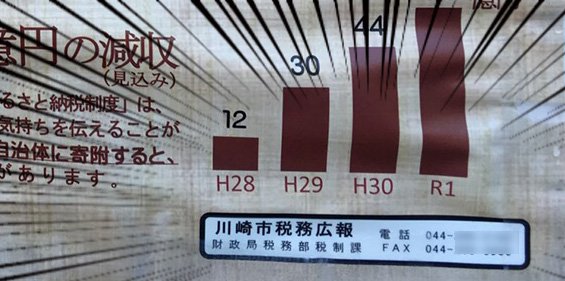 億円の減収
(見込み)
るさと納税制度」は、
気持ちを伝えることが
自治体に寄附すると、
があります。
12
30
44
H28
H29
H30
R1
川崎市税務広報
財政局税務部税制課
電話 044-
FAX 044-